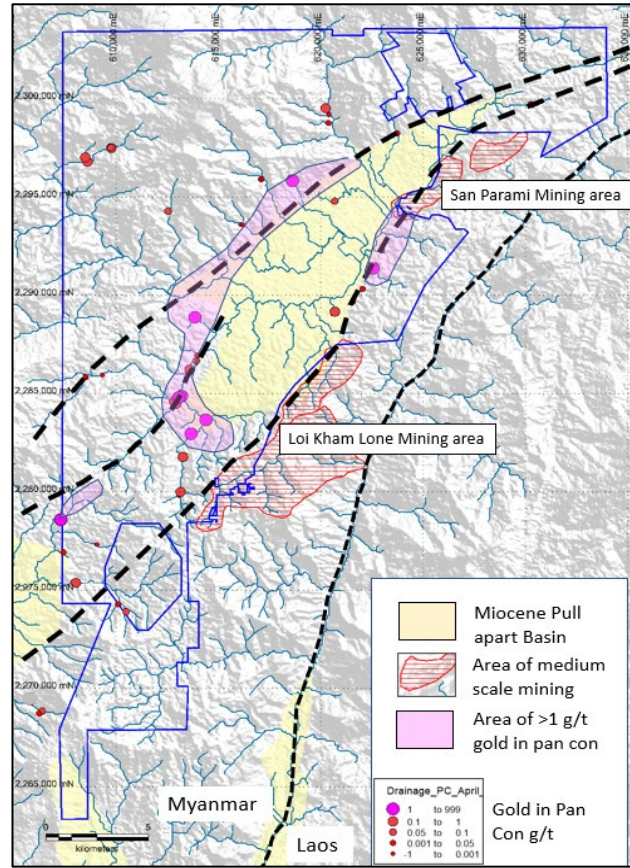 610,000 mE
615,000 mE
620,000 mE
625,000 mE
630,000 mE
2,300,000 mN
2,295,000 mN
San Parami Mining area
2,290,000 mN
2,285,000 mN
Loi Kham Lone Mining area
2,280,000 mN
2,275,000 mN
2,270,000 mN
2,265,000 mN
Miocene Pull
apart Basin
Area of medium
scale mining
Area of >1 g/t
gold in pan con
Drainage_PC_April_
1 to 999
0.1 to 1
0.05 to 0.1
0.001 to 0.05
-1 to 0.001
Gold in Pan
Con g/t
Myanmar
Laos
0 5
kilometers